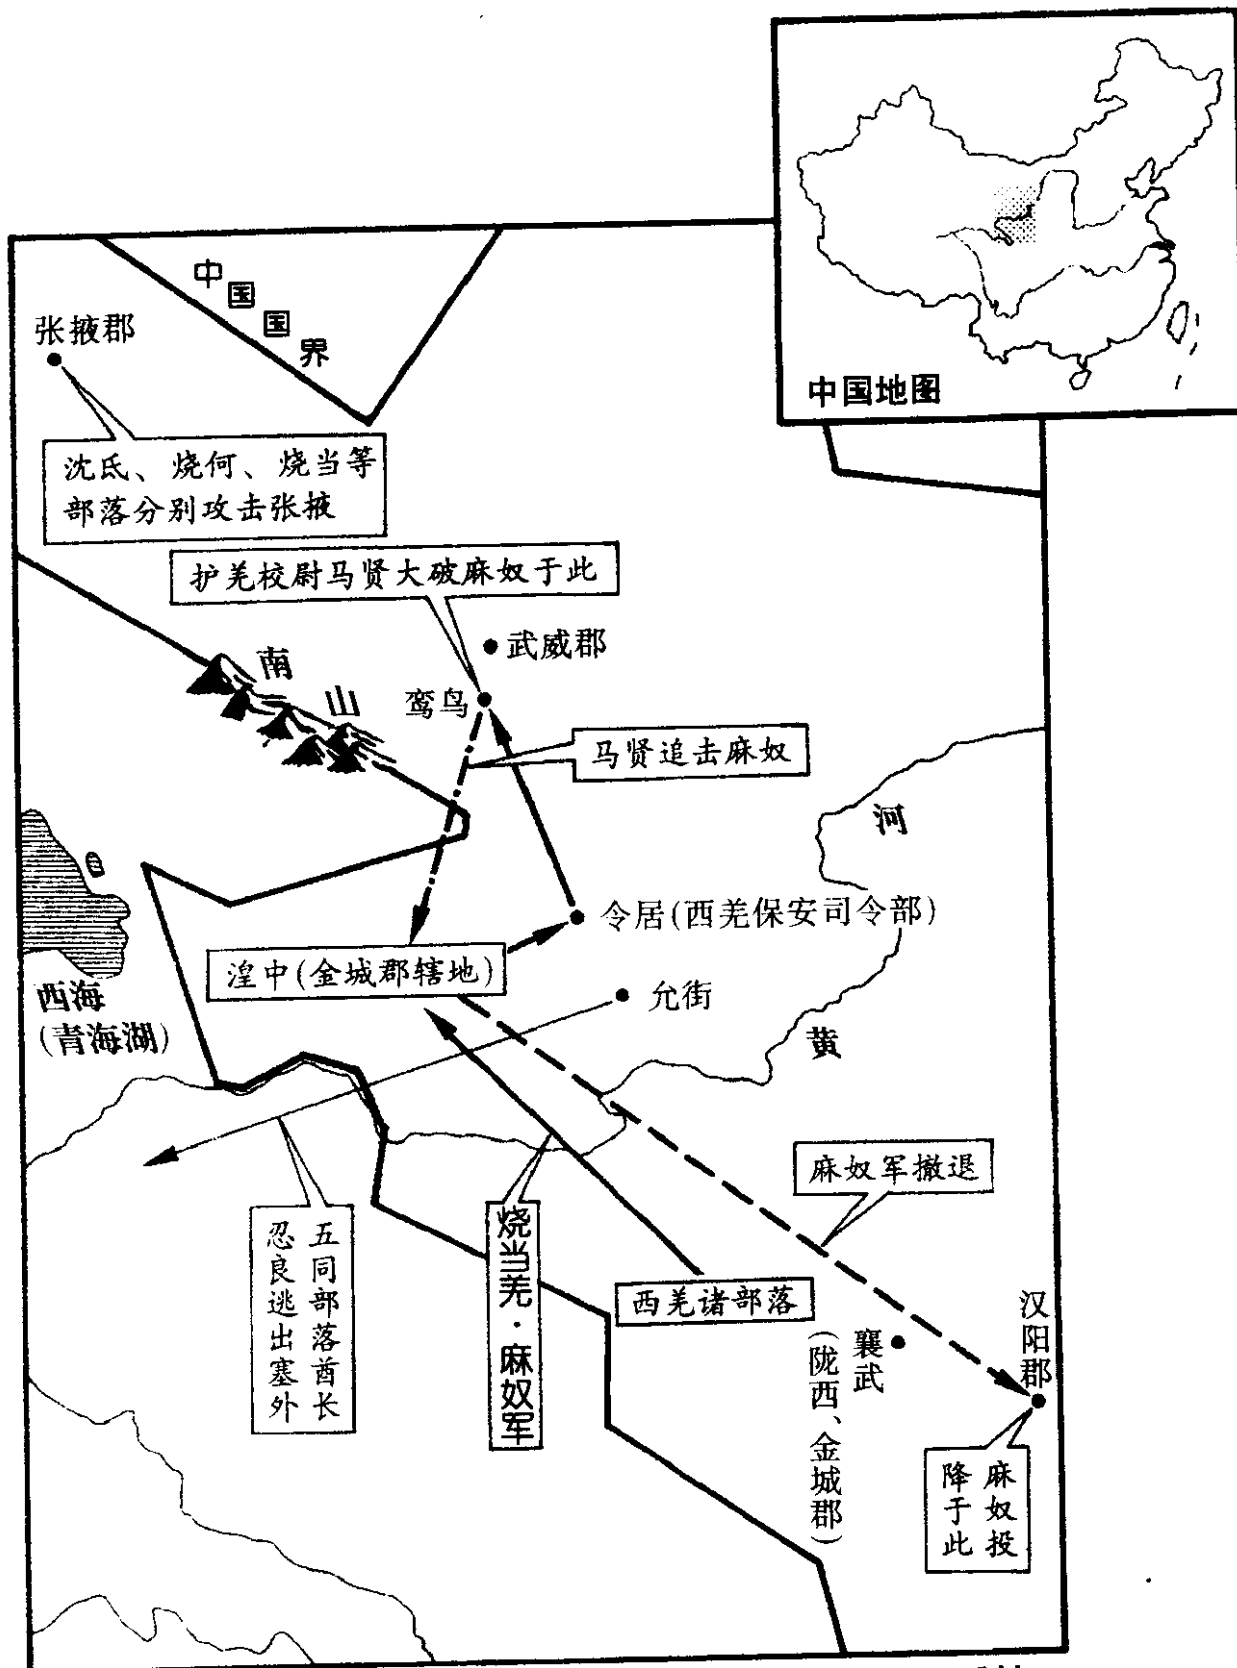 中国地图
中国国界
张掖郡
沈氐、烧何、烧当等
部落分别攻击张掖
护羌校尉马贤大破麻奴于此
武威郡
南山
鸾鸟
马贤追击麻奴
河
令居(西羌保安司令部)
湟中(金城郡辖地)
西海
(青海湖)
允街
黄
麻奴军撤退
五同部落酋长
忍良逃出塞外
烧当羌·麻奴军
西羌诸部落
襄武
(陇西、金城郡)
汉阳郡
麻奴投
降于此